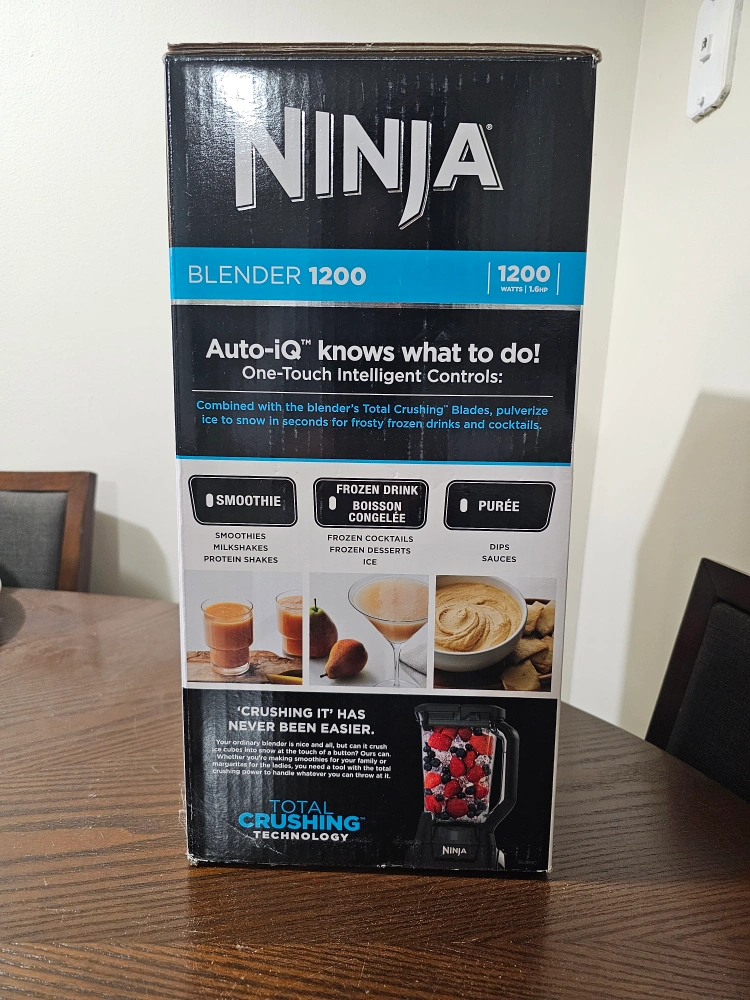 NINJA®
BLENDER 1200
1200
WATTS | 1.6HP
Auto-iQ™ knows what to do!
One-Touch Intelligent Controls:
Combined with the blender's Total Crushing™ Blades, pulverize
ice to snow in seconds for frosty frozen drinks and cocktails.
SMOOTHIE
SMOOTHIES
MILKSHAKES
PROTEIN SHAKES
FROZEN DRINK
BOISSON
CONGELÉE
FROZEN COCKTAILS
FROZEN DESSERTS
ICE
PURÉE
DIPS
SAUCES
'CRUSHING IT' HAS
NEVER BEEN EASIER.
Your ordinary blender is nice and all, but can it crush
ice cubes into snow at the touch of a button? Ours can.
Whether you're making smoothies for your family or
margaritas for the ladies, you need a tool with the total
crushing power to handle whatever you can throw at it.
TOTAL
CRUSHING™
TECHNOLOGY
NINJA